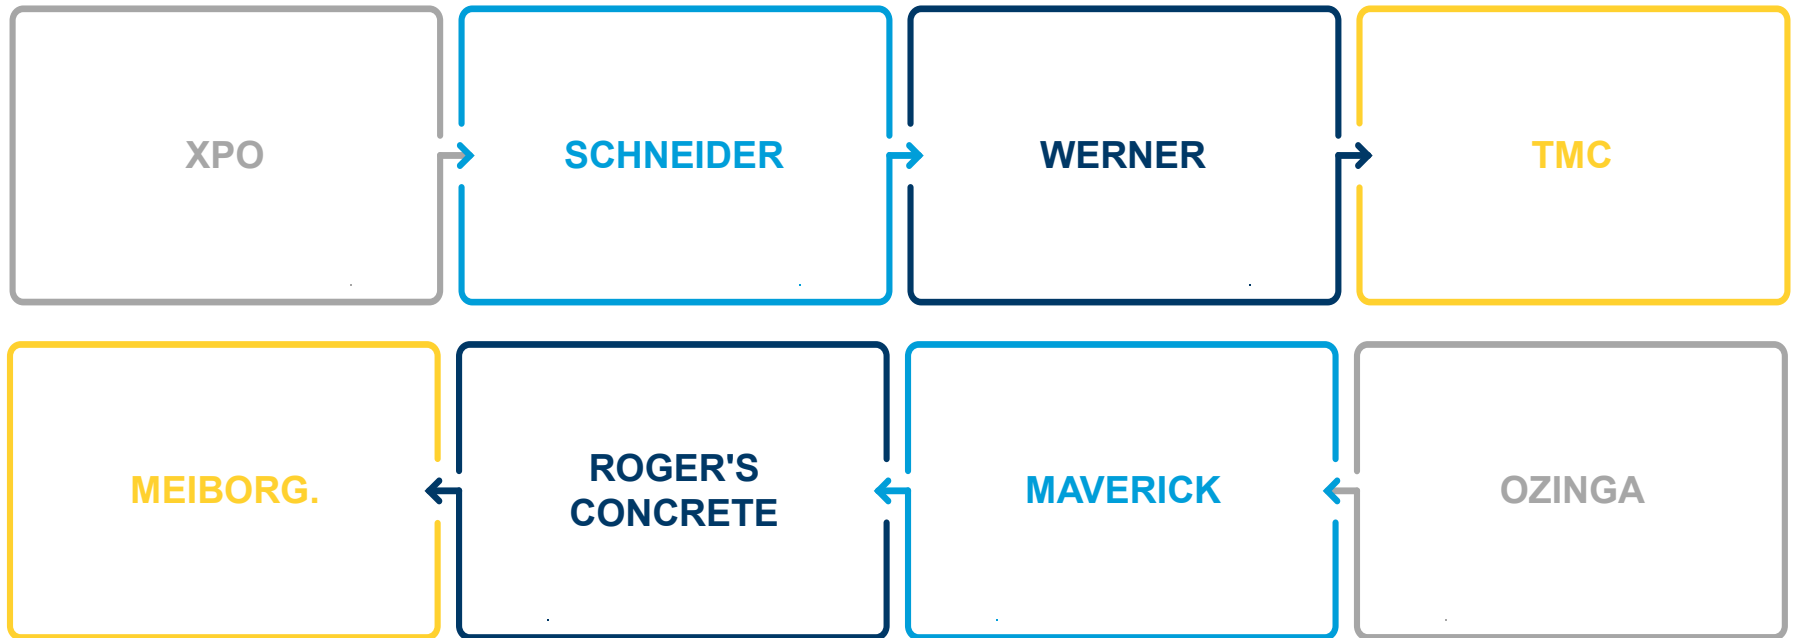 XPO
SCHNEIDER
WERNER
TMC
MEIBORG.
ROGER'S
CONCRETE
MAVERICK
OZINGA